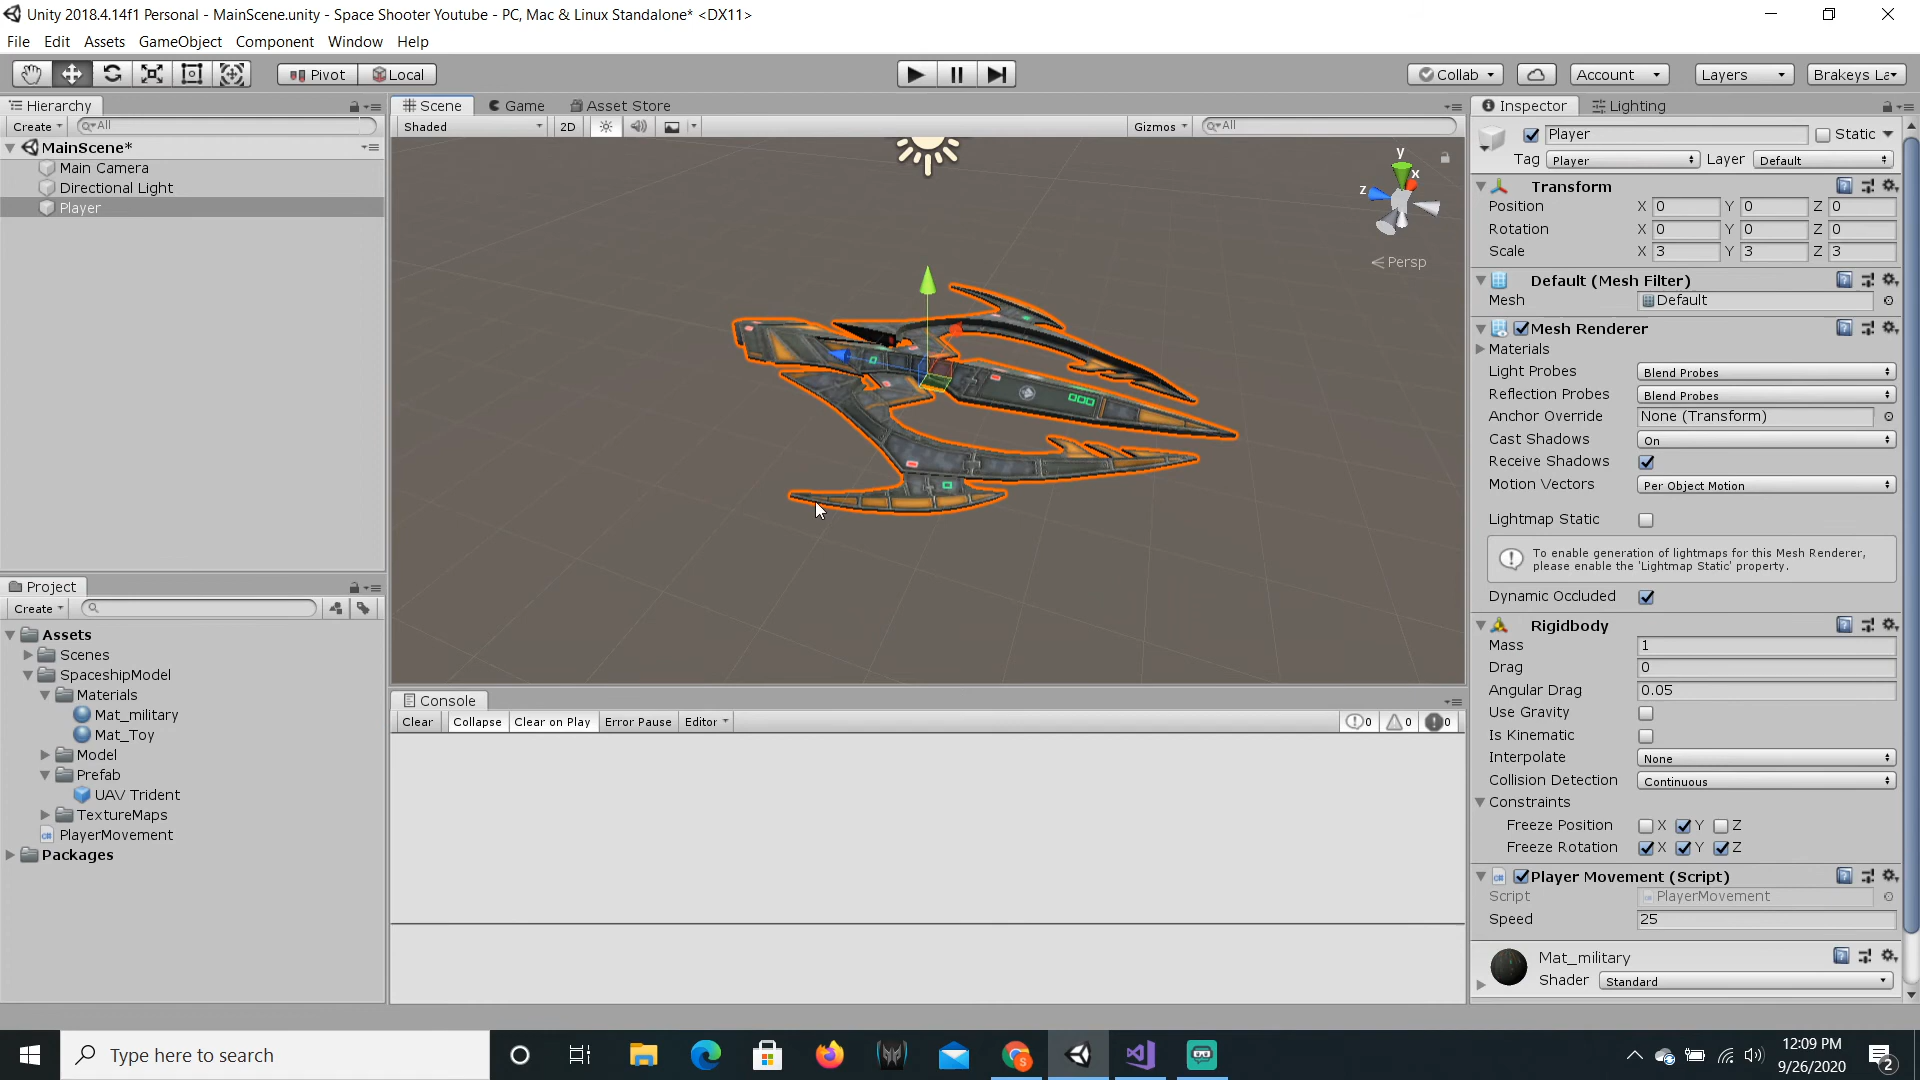 Unity 2018.4.14f1 Personal - MainScene.unity - Space Shooter Youtube - PC, Mac & Linux Standalone* <DX11>
File Edit Assets GameObject Component Window Help
Pivot Local Collab Account Layers Brakeys La
Hierarchy
Create All
MainScene*
Main Camera
Directional Light
Player
Project
Create
Assets
Scenes
SpaceshipModel
Materials
Mat_military
Mat_Toy
Model
Prefab
UAV Trident
TextureMaps
PlayerMovement
Packages
Scene Game Asset Store
Shaded 2D Gizmos All
y
x
z
Persp
Console
Clear Collapse Clear on Play Error Pause Editor 0 0 0
Inspector Lighting
Player Static
Tag Player Layer Default
Transform
Position X 0 Y 0 Z 0
Rotation X 0 Y 0 Z 0
Scale X 3 Y 3 Z 3
Default (Mesh Filter)
Mesh Default
Mesh Renderer
Materials
Light Probes Blend Probes
Reflection Probes Blend Probes
Anchor Override None (Transform)
Cast Shadows On
Receive Shadows
Motion Vectors Per Object Motion
Lightmap Static
To enable generation of lightmaps for this Mesh Renderer,
please enable the 'Lightmap Static' property.
Dynamic Occluded
Rigidbody
Mass 1
Drag 0
Angular Drag 0.05
Use Gravity
Is Kinematic
Interpolate None
Collision Detection Continuous
Constraints
Freeze Position X Y Z
Freeze Rotation X Y Z
Player Movement (Script)
Script PlayerMovement
Speed 25
Mat_military
Shader Standard
Type here to search
12:09 PM
9/26/2020
2